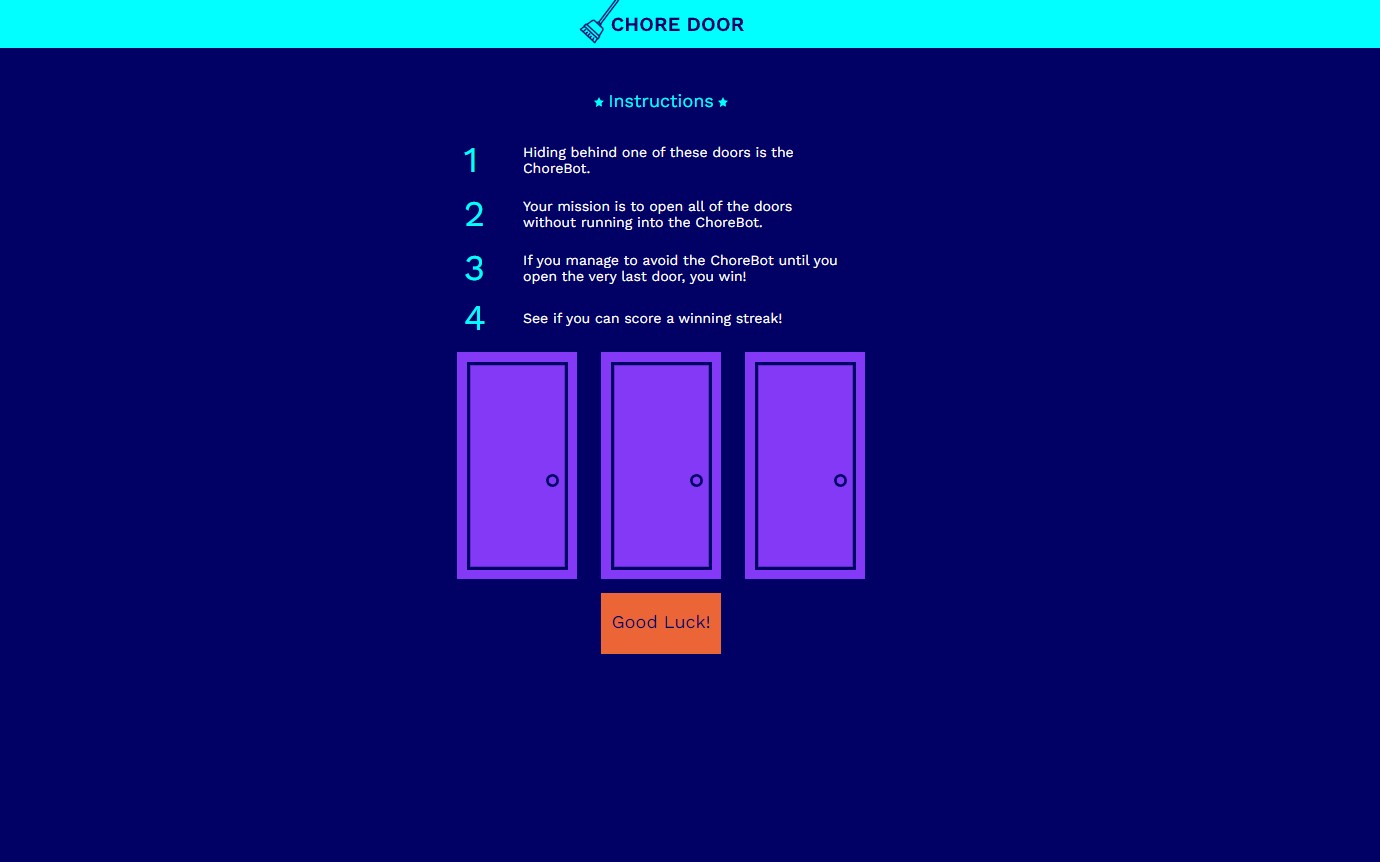 CHORE DOOR
Instructions
1
Hiding behind one of these doors is the
ChoreBot.
2
Your mission is to open all of the doors
without running into the ChoreBot.
3
If you manage to avoid the ChoreBot until you
open the very last door, you win!
4
See if you can score a winning streak!
Good Luck!